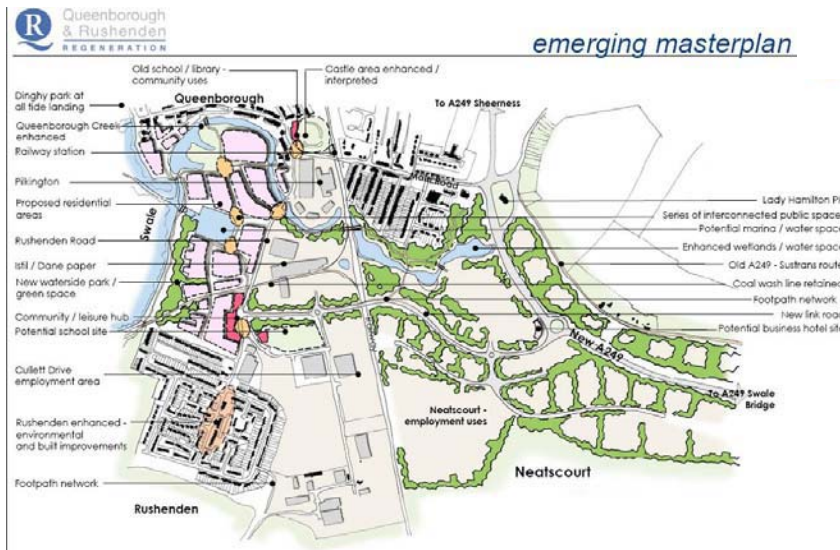 R
Queenborough
& Rushenden
REGENERATION
emerging masterplan
Old school / library -
community uses
Castle area enhanced /
interpreted
Dinghy park at
all tide landing
Queenborough
To A249 Sheerness
Queenborough Creek
enhanced
Railway station
Pilkington
Main Road
Proposed residential
areas
Swale
Rushenden Road
Istil / Dane paper
New waterside park /
green space
Community / leisure hub
Potential school site
Cullett Drive
employment area
Rushenden enhanced -
environmental
and built improvements
Footpath network
Rushenden
Lady Hamilton P
Series of interconnected public space
Potential marina / water space
Enhanced wetlands / water space
Old A249 - Sustrans route
Coal wash line retained
Footpath network
New link road
Potential business hotel site
New A249
To A249 Swale
Bridge
Neatscourt -
employment uses
Neatscourt